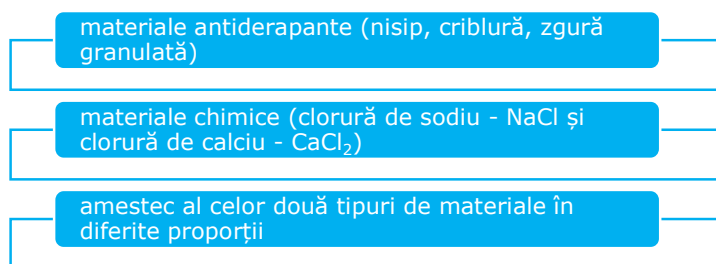 materiale antiderapante (nisip, criblură, zgură
granulată)
materiale chimice (clorură de sodiu - NaCl și
clorură de calciu - CaCl₂)
amestec al celor două tipuri de materiale în
diferite proporții